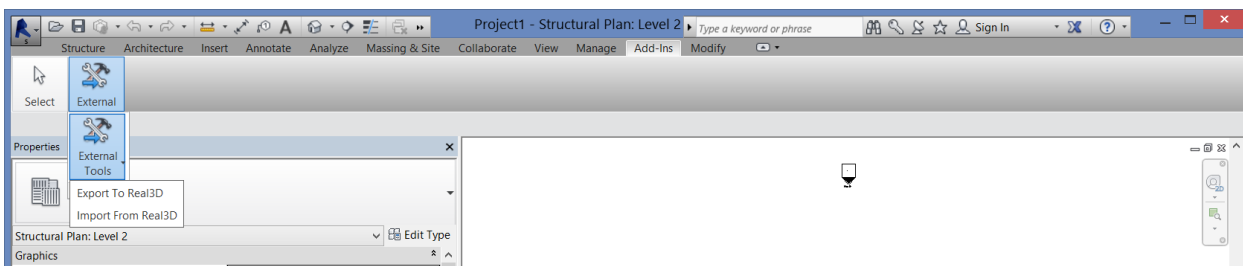 Project1 - Structural Plan: Level 2 Type a keyword or phrase Sign In
Structure Architecture Insert Annotate Analyze Massing & Site Collaborate View Manage Add-Ins Modify
Select External
External
Tools
Properties
Export To Real3D
Import From Real3D
Structural Plan: Level 2 Edit Type
Graphics